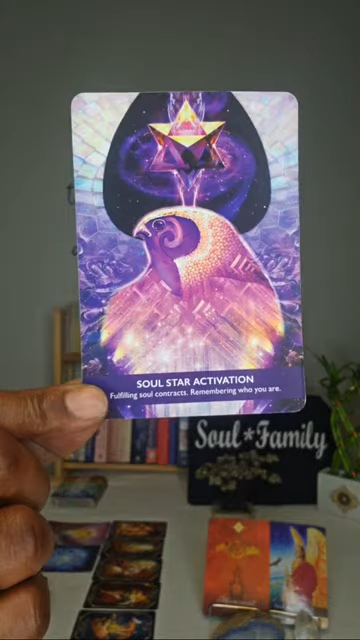 SOUL STAR ACTIVATION
Fulfilling soul contracts. Remembering who you are.
Soul*Family